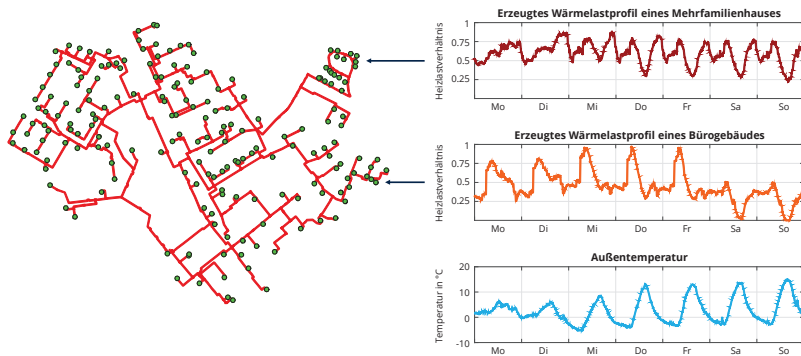 Erzeugtes Wärmelastprofil eines Mehrfamilienhauses
Heizlastverhältnis
1
0.75
0.5
0.25
Mo Di Mi Do Fr Sa So
Erzeugtes Wärmelastprofil eines Bürogebäudes
Heizlastverhältnis
1
0.75
0.5
0.25
Mo Di Mi Do Fr Sa So
Außentemperatur
Temperatur in °C
20
10
0
-10
Mo Di Mi Do Fr Sa So